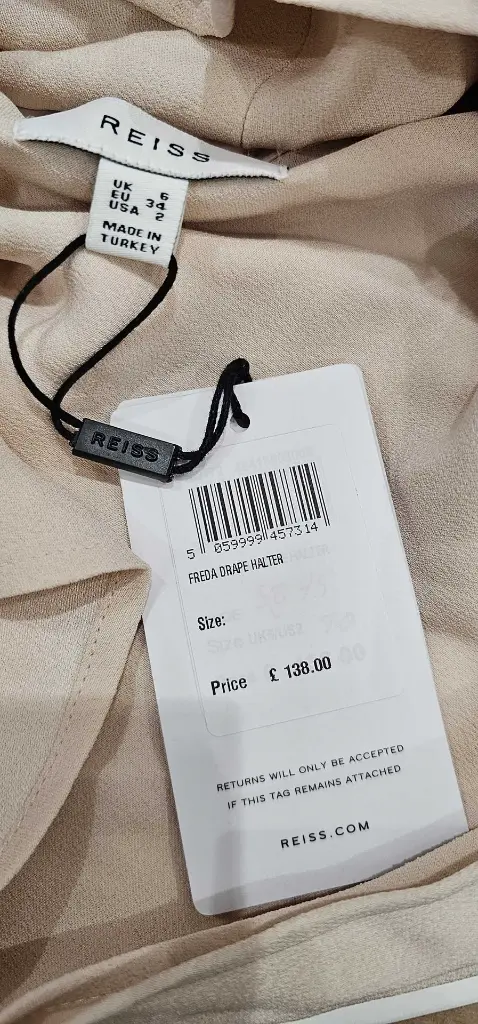 REISS
UK 6
EU 34
USA 2
MADE IN
TURKEY
REISS
5 059999 457314
FREDA DRAPE HALTER
Size:
Price £ 138.00
RETURNS WILL ONLY BE ACCEPTED
IF THIS TAG REMAINS ATTACHED
REISS.COM